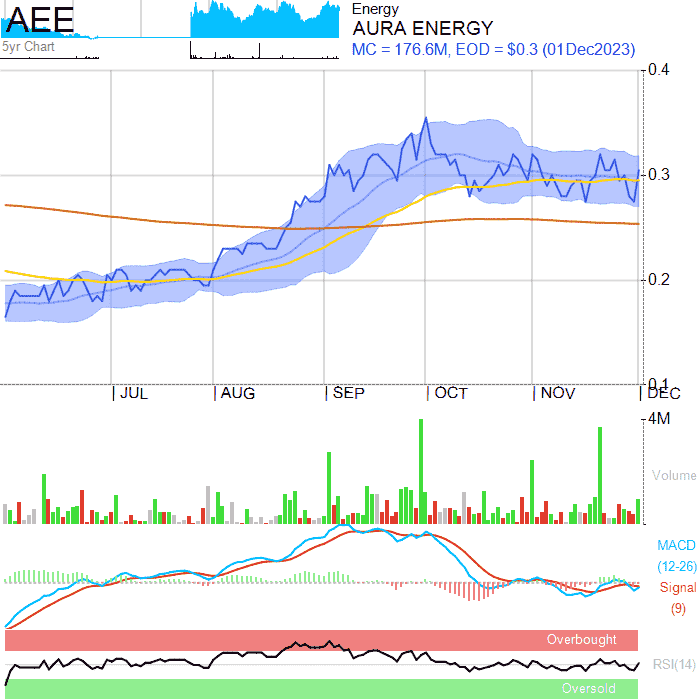 AEE
5yr Chart
Energy
AURA ENERGY
MC = 176.6M, EOD = $0.3 (01Dec2023)
0.4
0.3
0.2
0.1
JUL AUG SEP OCT NOV DEC
4M
Volume
MACD
(12-26)
Signal
(9)
Overbought
RSI(14)
Oversold